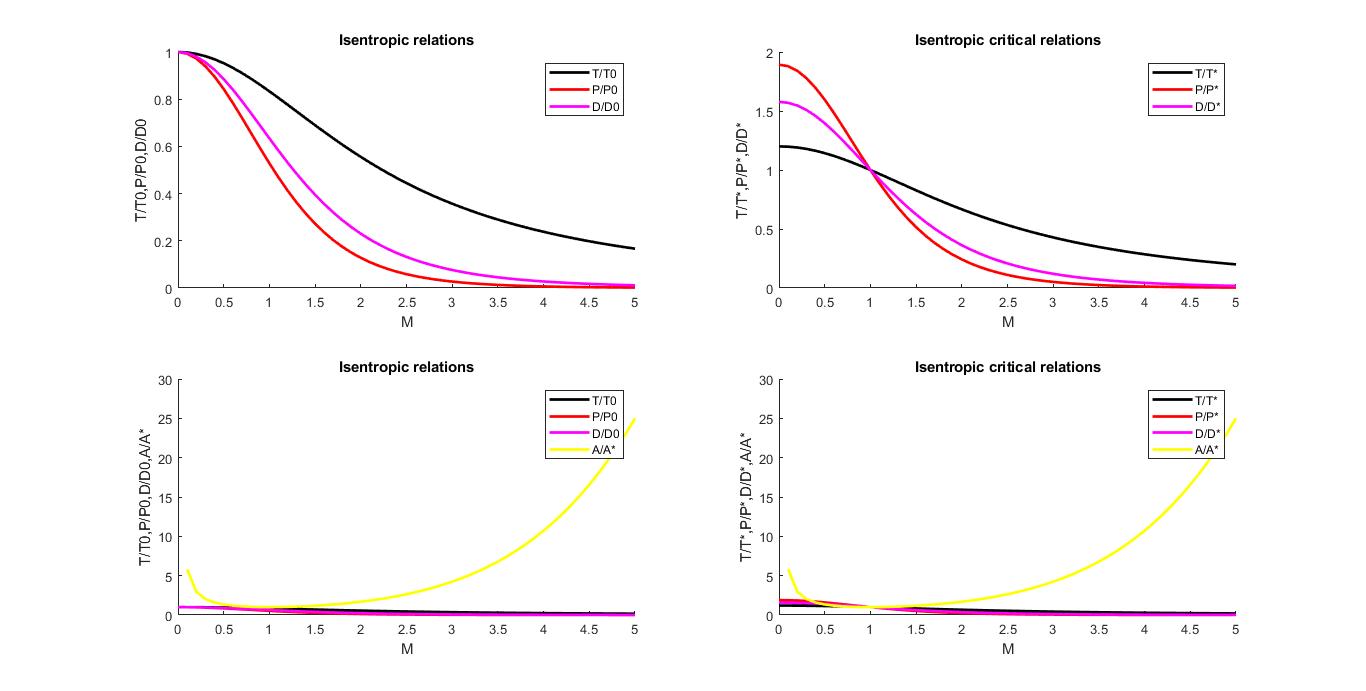 Isentropic relations
T/T0,P/P0,D/D0
1
0.8
0.6
0.4
0.2
0
T/T0
P/P0
D/D0
0 0.5 1 1.5 2 2.5 3 3.5 4 4.5 5
M
Isentropic critical relations
T/T*,P/P*,D/D*
2
1.5
1
0.5
0
T/T*
P/P*
D/D*
0 0.5 1 1.5 2 2.5 3 3.5 4 4.5 5
M
Isentropic relations
T/T0,P/P0,D/D0,A/A*
30
25
20
15
10
5
0
T/T0
P/P0
D/D0
A/A*
0 0.5 1 1.5 2 2.5 3 3.5 4 4.5 5
M
Isentropic critical relations
T/T*,P/P*,D/D*,A/A*
30
25
20
15
10
5
0
T/T*
P/P*
D/D*
A/A*
0 0.5 1 1.5 2 2.5 3 3.5 4 4.5 5
M